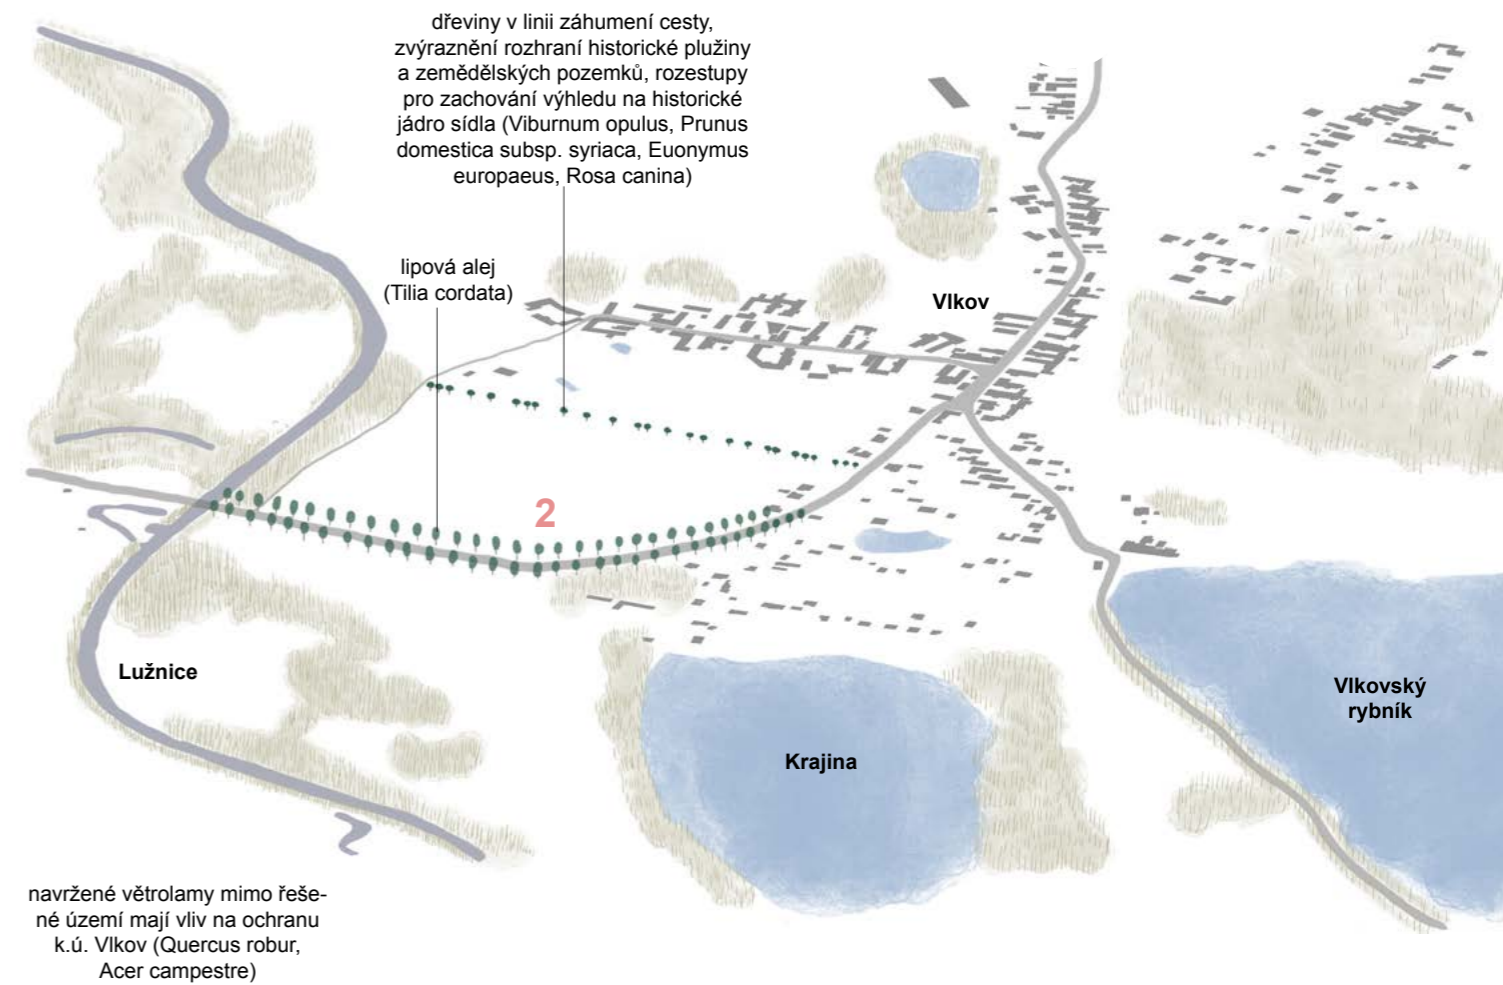 dřeviny v linii záhumení cesty,
zvýraznění rozhraní historické plužiny
a zemědělských pozemků, rozestupy
pro zachování výhledu na historické
jádro sídla (Viburnum opulus, Prunus
domestica subsp. syriaca, Euonymus
europaeus, Rosa canina)
lipová alej
(Tilia cordata)
Vlkov
2
Lužnice
Krajina
Vlkovský
rybník
navržené větrolamy mimo řeše-
né území mají vliv na ochranu
k.ú. Vlkov (Quercus robur,
Acer campestre)